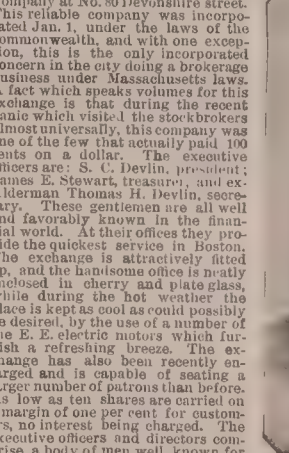 ompany at No. 80 Devonshire street.
This reliable company was incorpo-
ated Jan. 1, under the laws of the
ommonwealth, and with one excep-
ion, this is the only incorporated
oncern in the city doing a brokerage
usiness under Massachusetts laws.
fact which speaks volumes for this
xchange is that during the recent
anic which visited the stockbrokers
lmost universally, this company was
ne of the few that actually paid 100
ents on a dollar. The executive
fficers are: S. C. Devlin, president;
ames E. Stewart, treasurer, and ex-
lderman Thomas H. Devlin, secre-
ary. These gentlemen are all well
nd favorably known in the finan-
ial world. At their offices they pro-
ide the quickest service in Boston.
he exchange is attractively fitted
p, and the handsome office is neatly
nclosed in cherry and plate glass,
hile during the hot weather the
lace is kept as cool as could possibly
e desired, by the use of a number of
he E. E. electric motors which fur-
ish a refreshing breeze. The ex-
hange has also been recently en-
arged and is capable of seating a
arger number of patrons than before.
s low as ten shares are carried on
margin of one per cent for custom-
rs, no interest being charged. The
xecutive officers and directors com-
rise a body of men well known for